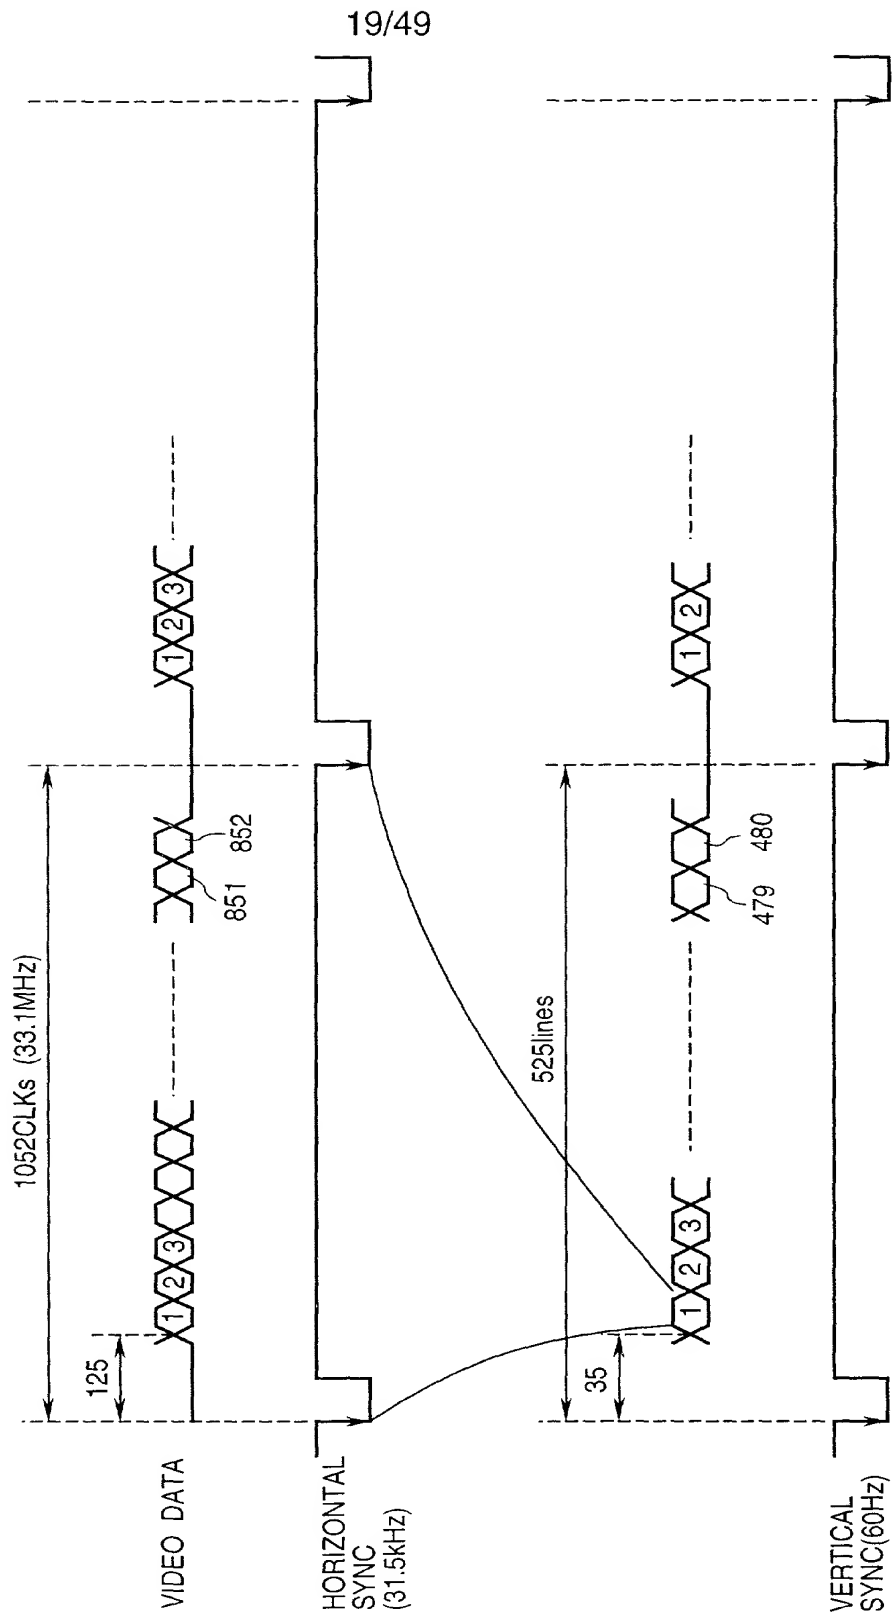 19/49
1052CLKs (33.1MHz)
125
VIDEO DATA
1 2 3
851
852
1 2 3
HORIZONTAL
SYNC
(31.5kHz)
525lines
35
1 2 3
479
480
1 2
VERTICAL
SYNC(60Hz)